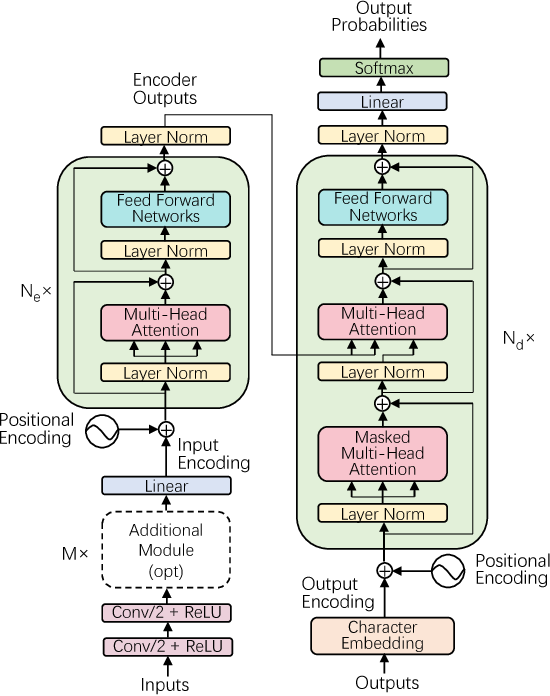 Output
Probabilities
Softmax
Linear
Layer Norm
Feed Forward
Networks
Layer Norm
Multi-Head
Attention
Layer Norm
Masked
Multi-Head
Attention
Layer Norm
Nd×
Positional
Encoding
Output
Encoding
Character
Embedding
Outputs
Encoder
Outputs
Layer Norm
Feed Forward
Networks
Layer Norm
Ne×
Multi-Head
Attention
Layer Norm
Positional
Encoding
Input
Encoding
Linear
M×
Additional
Module
(opt)
Conv/2 + ReLU
Conv/2 + ReLU
Inputs